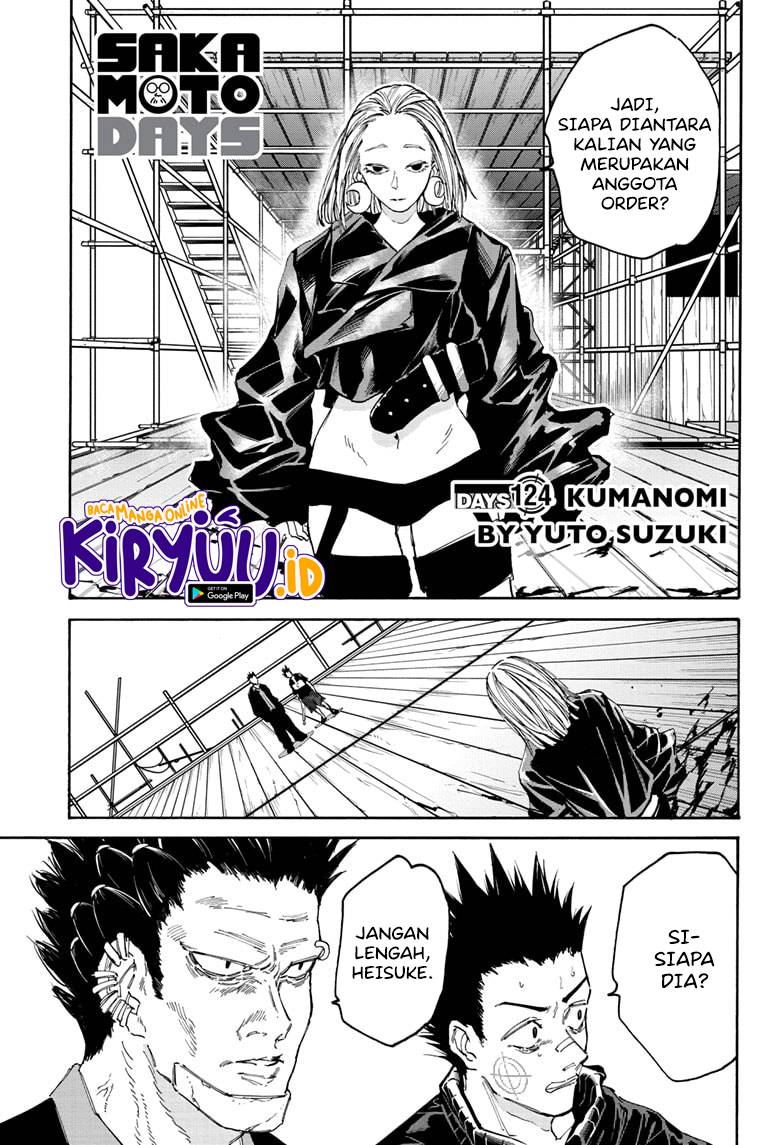 SAKA
MOTO
DAYS
JADI,
SIAPA DIANTARA
KALIAN YANG
MERUPAKAN
ANGGOTA
ORDER?
DAYS 124 KUMANOMI
BY YUTO SUZUKI
BACA MANGA ONLINE
KIRYUU.ID
GET IT ON
Google Play
JANGAN
LENGAH,
HEISUKE.
SI-
SIAPA
DIA?